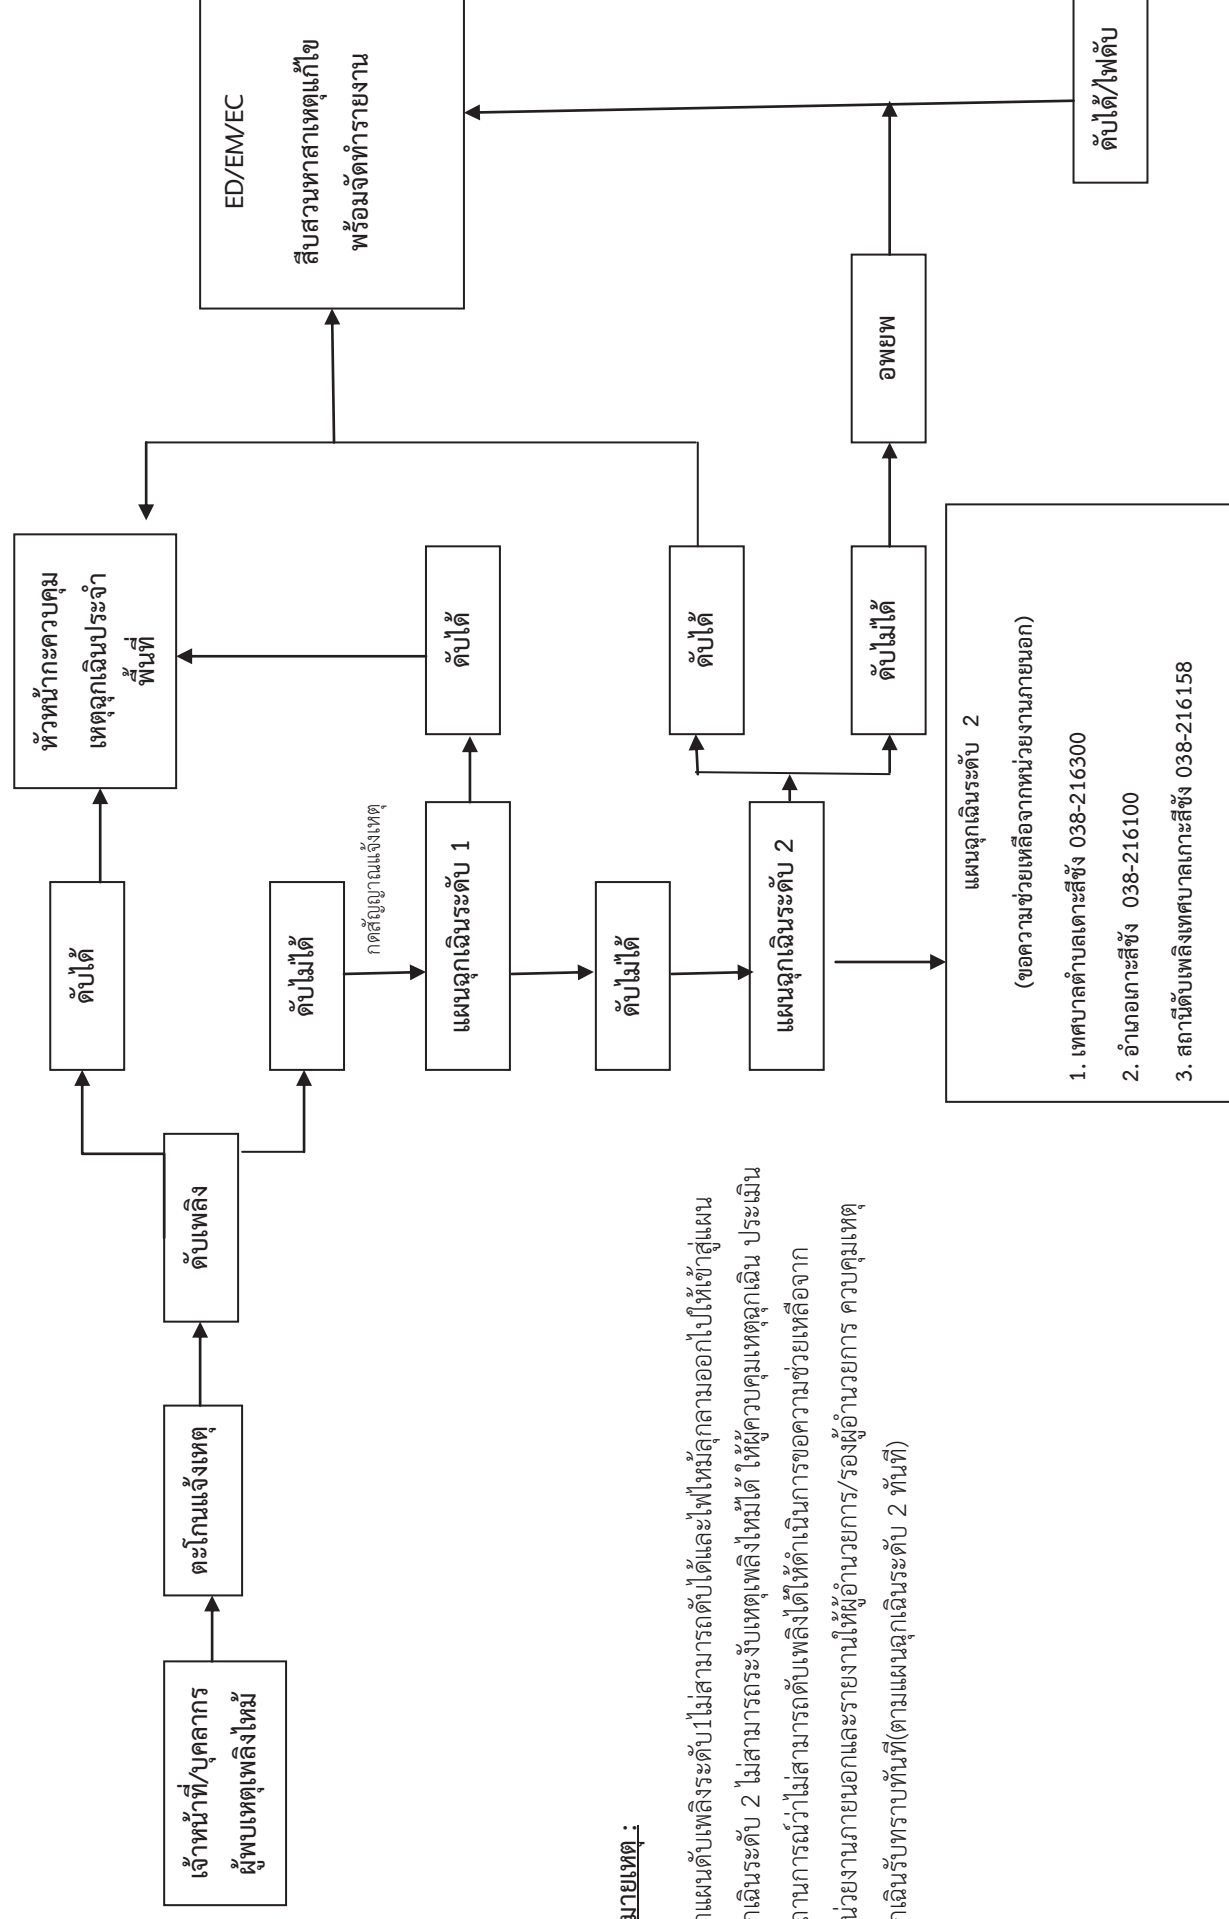 เจ้าหน้าที่/บุคลากร
ผู้พบเหตุเพลิงไหม้
ตะโกนแจ้งเหตุ
ดับเพลิง
ดับได้
หัวหน้ากะควบคุม
เหตุฉุกเฉินประจำ
พื้นที่
ED/EM/EC
สืบสวนหาสาเหตุแก้ไข
พร้อมจัดทำรายงาน
ดับไม่ได้
กดสัญญาณแจ้งเหตุ
แผนฉุกเฉินระดับ 1
ดับได้
ดับไม่ได้
แผนฉุกเฉินระดับ 2
ดับได้
ดับไม่ได้
อพยพ
ดับได้/ไฟดับ
แผนฉุกเฉินระดับ 2
(ขอความช่วยเหลือจากหน่วยงานภายนอก)
1. เทศบาลตำบลเตาะสีชัง 038-216300
2. อำเภอเกาะสีชัง 038-216100
3. สถานีดับเพลิงเทศบาลเกาะสีชัง 038-216158
มายเหตุ :
แผนดับเพลิงระดับ1ไม่สามารถดับได้และไฟไหม้ลุกลามออกไปให้เข้าสู่แผน
กเฉินระดับ 2 ไม่สามารถระงับเหตุเพลิงไหม้ได้ ให้ผู้ควบคุมเหตุฉุกเฉิน ประเมิน
ถานการณ์ว่าไม่สามารถดับเพลิงได้ให้ดำเนินการขอความช่วยเหลือจาก
น่วยงานภายนอกและรายงานให้ผู้อำนวยการ/รองผู้อำนวยการ ควบคุมเหตุ
กเฉินรับทราบทันที(ตามแผนฉุกเฉินระดับ 2 ทันที)